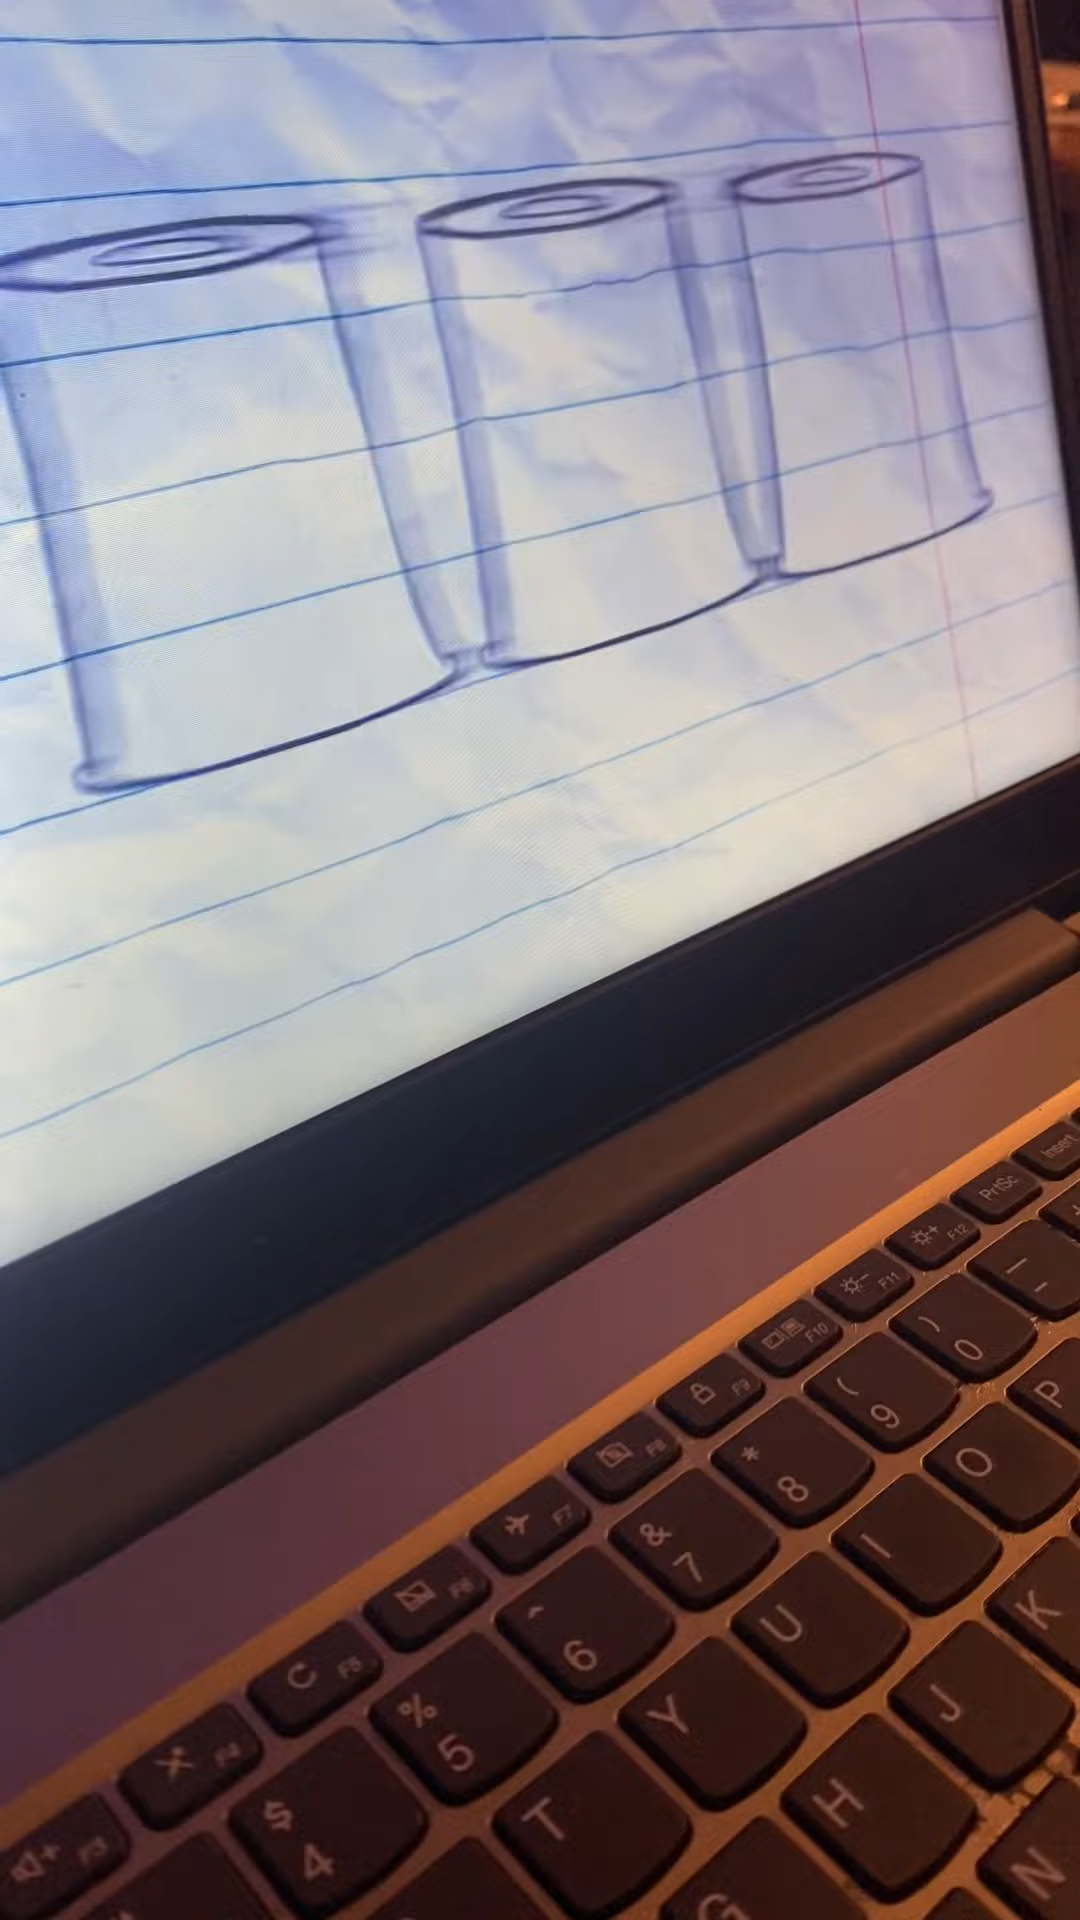 Insert
PrtSc
F12
F11
F10
F9
F8
F7
F6
F5
F4
F3
_ -
) 0
( 9
* 8
& 7
^ 6
% 5
$ 4
P
O
I
U
Y
T
K
J
H
G
N